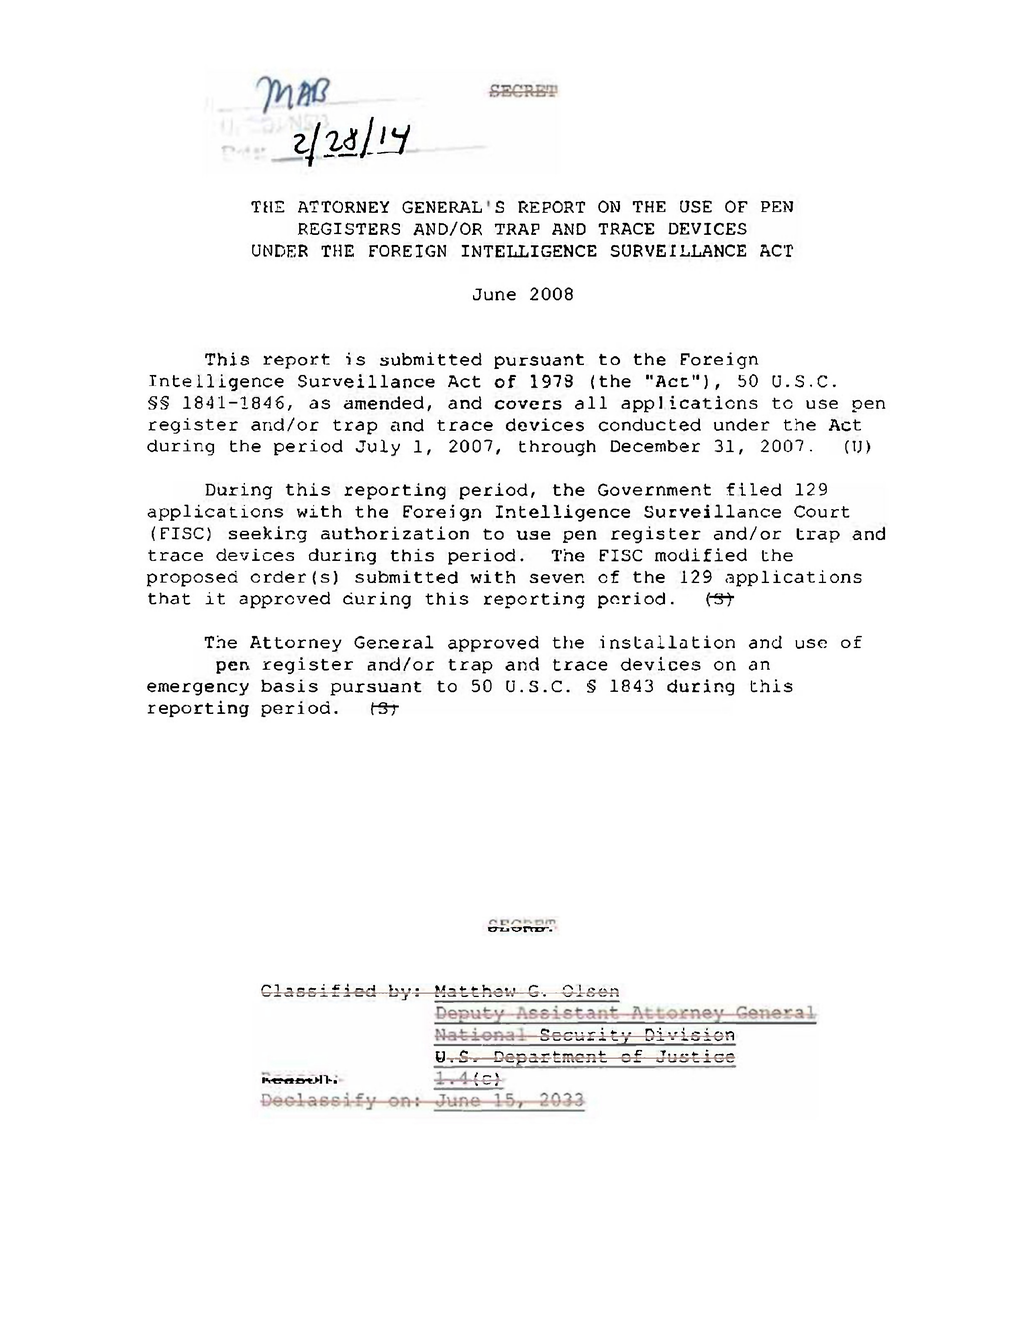 MAB
SECRET
2/28/14
THE ATTORNEY GENERAL'S REPORT ON THE USE OF PEN
REGISTERS AND/OR TRAP AND TRACE DEVICES
UNDER THE FOREIGN INTELLIGENCE SURVEILLANCE ACT
June 2008
This report is submitted pursuant to the Foreign
Intelligence Surveillance Act of 1978 (the "Act"), 50 U.S.C.
§§ 1841-1846, as amended, and covers all applications to use pen
register and/or trap and trace devices conducted under the Act
during the period July 1, 2007, through December 31, 2007. (U)
During this reporting period, the Government filed 129
applications with the Foreign Intelligence Surveillance Court
(FISC) seeking authorization to use pen register and/or trap and
trace devices during this period. The FISC modified the
proposed order(s) submitted with seven of the 129 applications
that it approved during this reporting period. (S)
The Attorney General approved the installation and use of
pen register and/or trap and trace devices on an
emergency basis pursuant to 50 U.S.C. § 1843 during this
reporting period. (S)
SECRET
Classified by: Matthew G. Olsen
Deputy Assistant Attorney General
National Security Division
U.S. Department of Justice
Reason: 1.4(c)
Declassify on: June 15, 2033